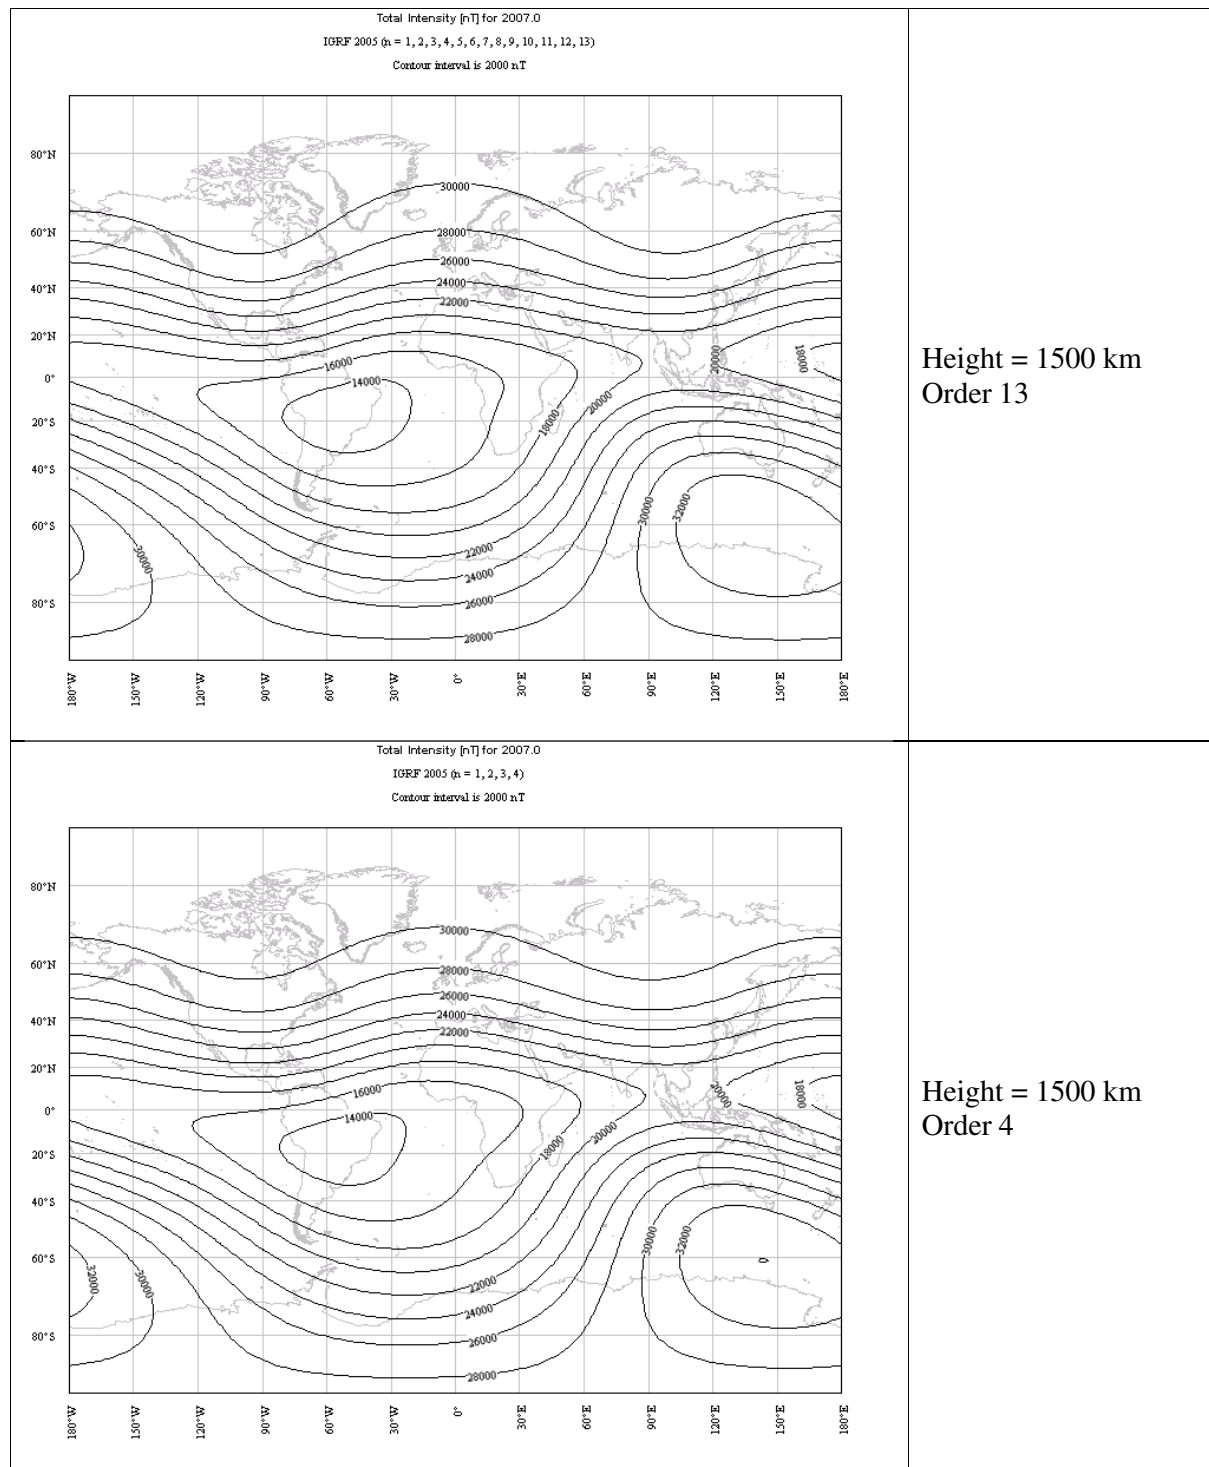 Total Intensity [nT] for 2007.0
IGRF 2005 (n = 1, 2, 3, 4, 5, 6, 7, 8, 9, 10, 11, 12, 13)
Contour interval is 2000 nT
80°N
60°N
40°N
20°N
0°
20°S
40°S
60°S
80°S
30000
28000
26000
24000
22000
16000
14000
18000
20000
20000
18000
30000
32000
30000
22000
24000
26000
28000
180°W
150°W
120°W
90°W
60°W
30°W
0°
30°E
60°E
90°E
120°E
150°E
180°E
Height = 1500 km
Order 13
Total Intensity [nT] for 2007.0
IGRF 2005 (n = 1, 2, 3, 4)
Contour interval is 2000 nT
80°N
60°N
40°N
20°N
0°
20°S
40°S
60°S
80°S
30000
28000
26000
24000
22000
16000
14000
18000
20000
20000
18000
30000
32000
0
32000
30000
22000
24000
26000
28000
180°W
150°W
120°W
90°W
60°W
30°W
0°
30°E
60°E
90°E
120°E
150°E
180°E
Height = 1500 km
Order 4